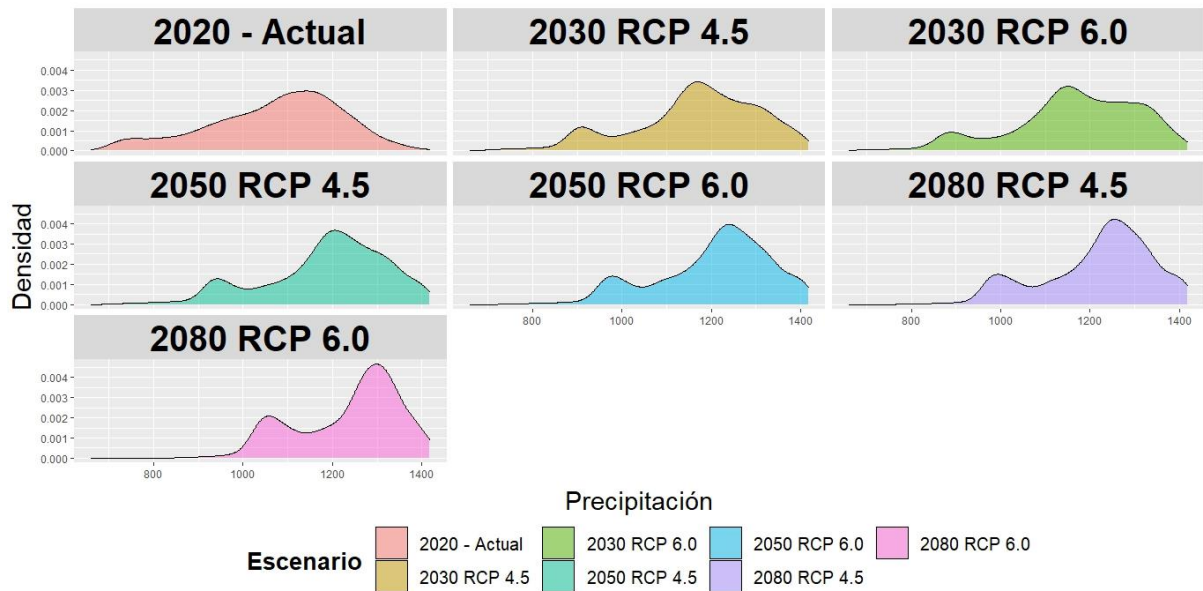 2020 - Actual 2030 RCP 4.5 2030 RCP 6.0
0.004
0.003
0.002
0.001
0.000
2050 RCP 4.5 2050 RCP 6.0 2080 RCP 4.5
0.004
0.003
0.002
0.001
0.000
800 1000 1200 1400 800 1000 1200 1400
2080 RCP 6.0
0.004
0.003
0.002
0.001
0.000
800 1000 1200 1400
Densidad
Precipitación
Escenario
2020 - Actual 2030 RCP 6.0 2050 RCP 6.0 2080 RCP 6.0
2030 RCP 4.5 2050 RCP 4.5 2080 RCP 4.5